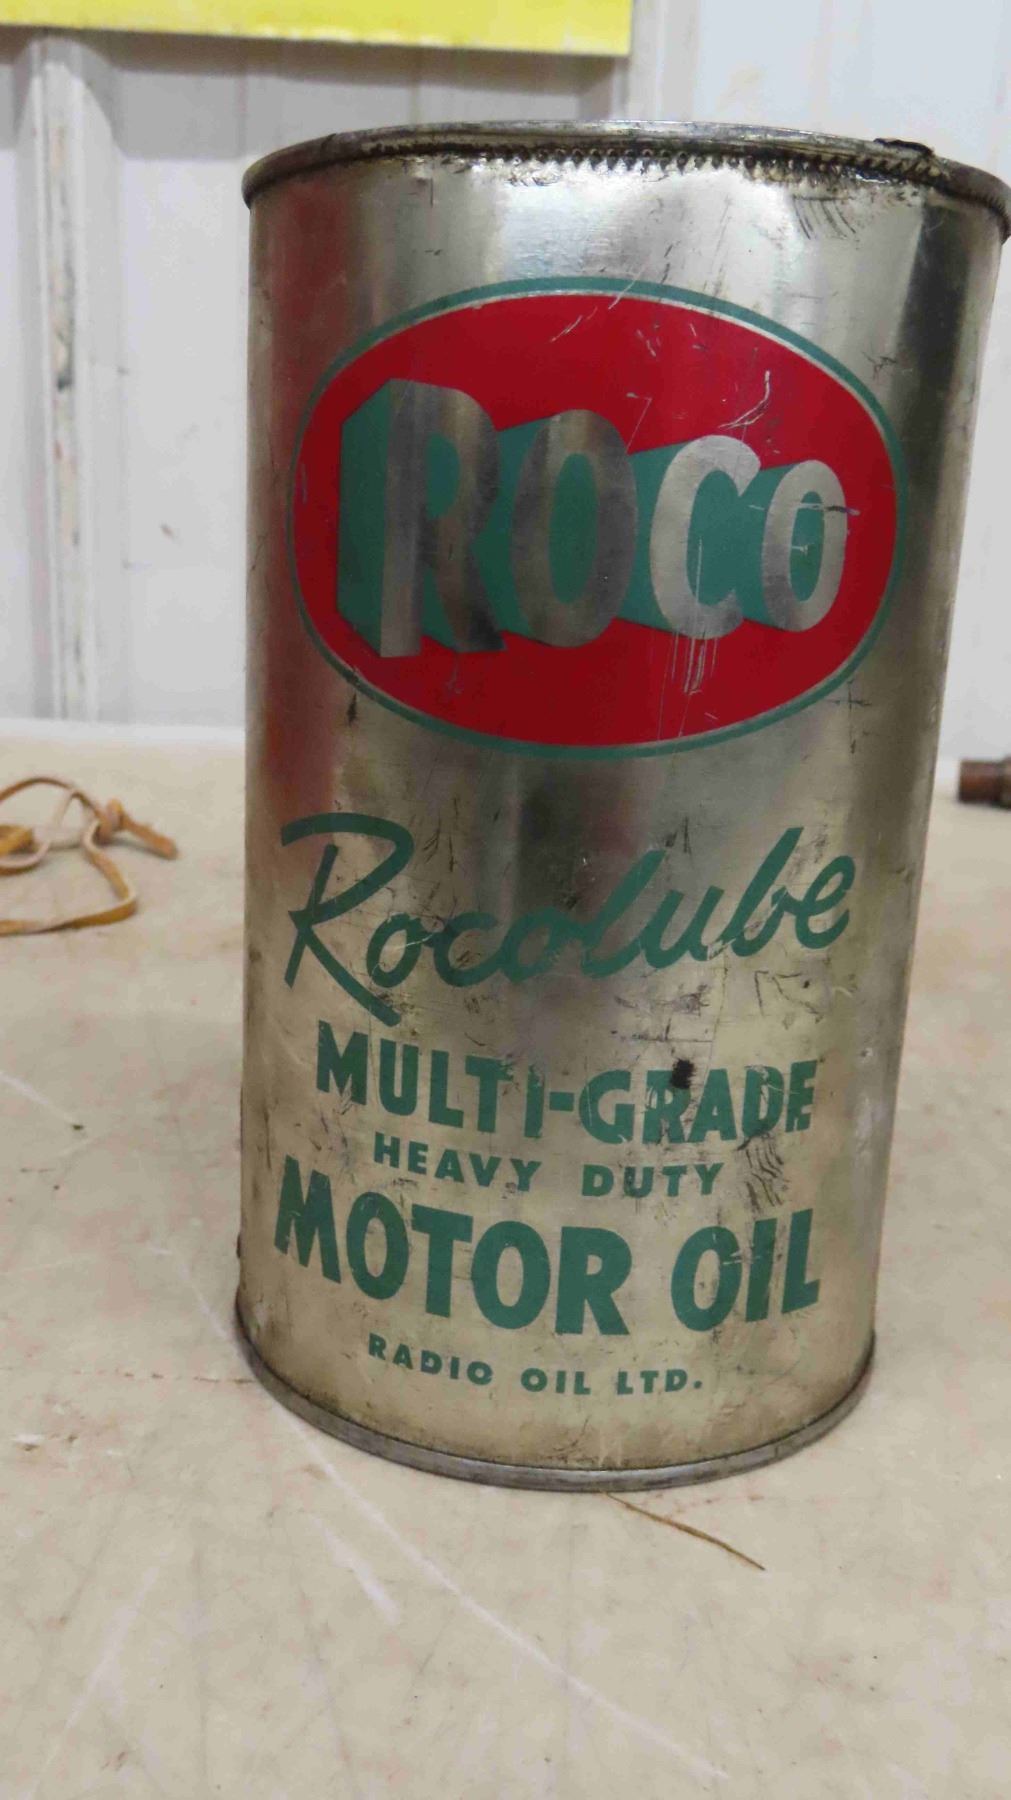 ROCO
Rocolube
MULTI-GRADE
HEAVY DUTY
MOTOR OIL
RADIO OIL LTD.